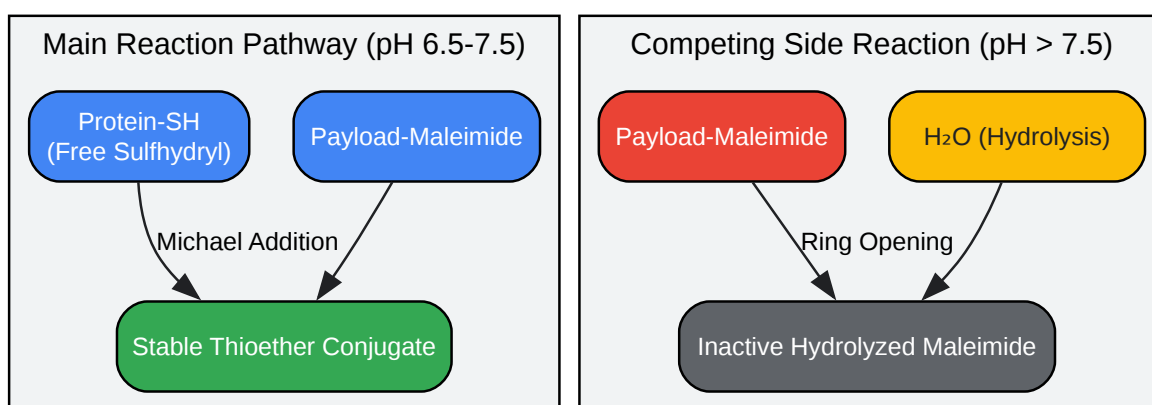 Main Reaction Pathway (pH 6.5-7.5)
Protein-SH
(Free Sulfhydryl)
Payload-Maleimide
Michael Addition
Stable Thioether Conjugate
Competing Side Reaction (pH > 7.5)
Payload-Maleimide
H₂O (Hydrolysis)
Ring Opening
Inactive Hydrolyzed Maleimide